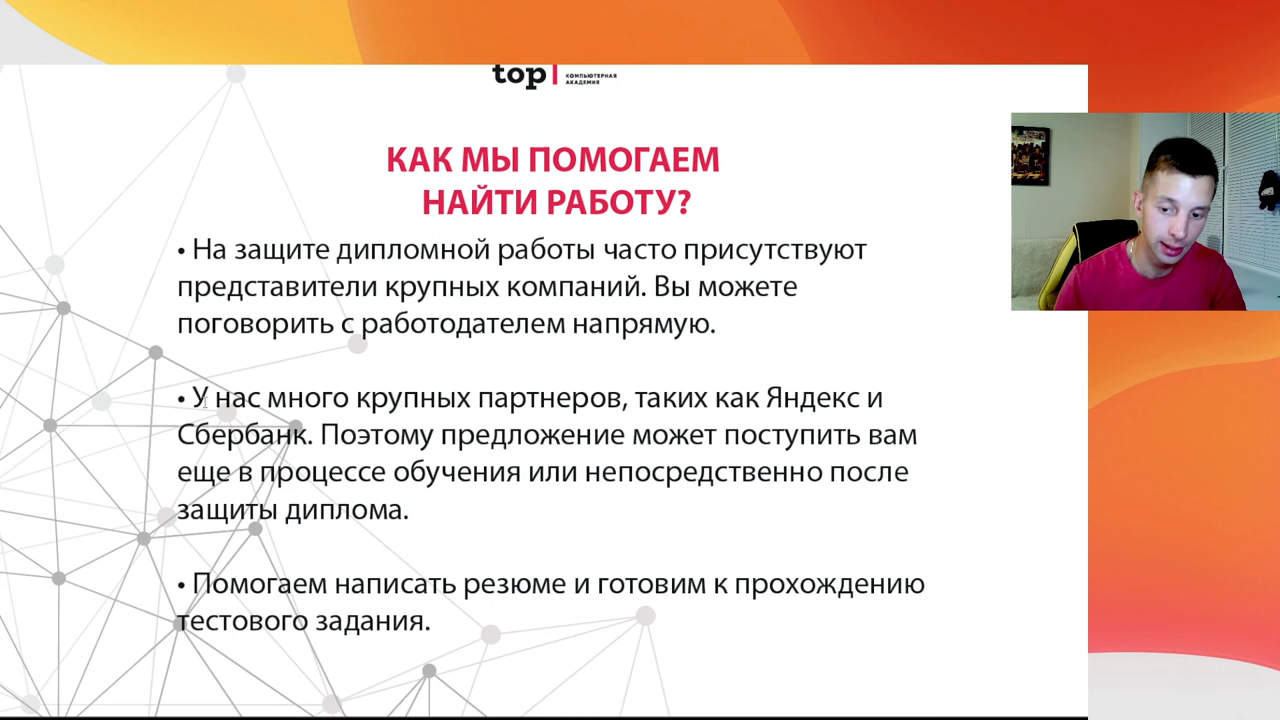 top КОМПЬЮТЕРНАЯ
АКАДЕМИЯ
КАК МЫ ПОМОГАЕМ
НАЙТИ РАБОТУ?
• На защите дипломной работы часто присутствуют
представители крупных компаний. Вы можете
поговорить с работодателем напрямую.
• У нас много крупных партнеров, таких как Яндекс и
Сбербанк. Поэтому предложение может поступить вам
еще в процессе обучения или непосредственно после
защиты диплома.
• Помогаем написать резюме и готовим к прохождению
тестового задания.